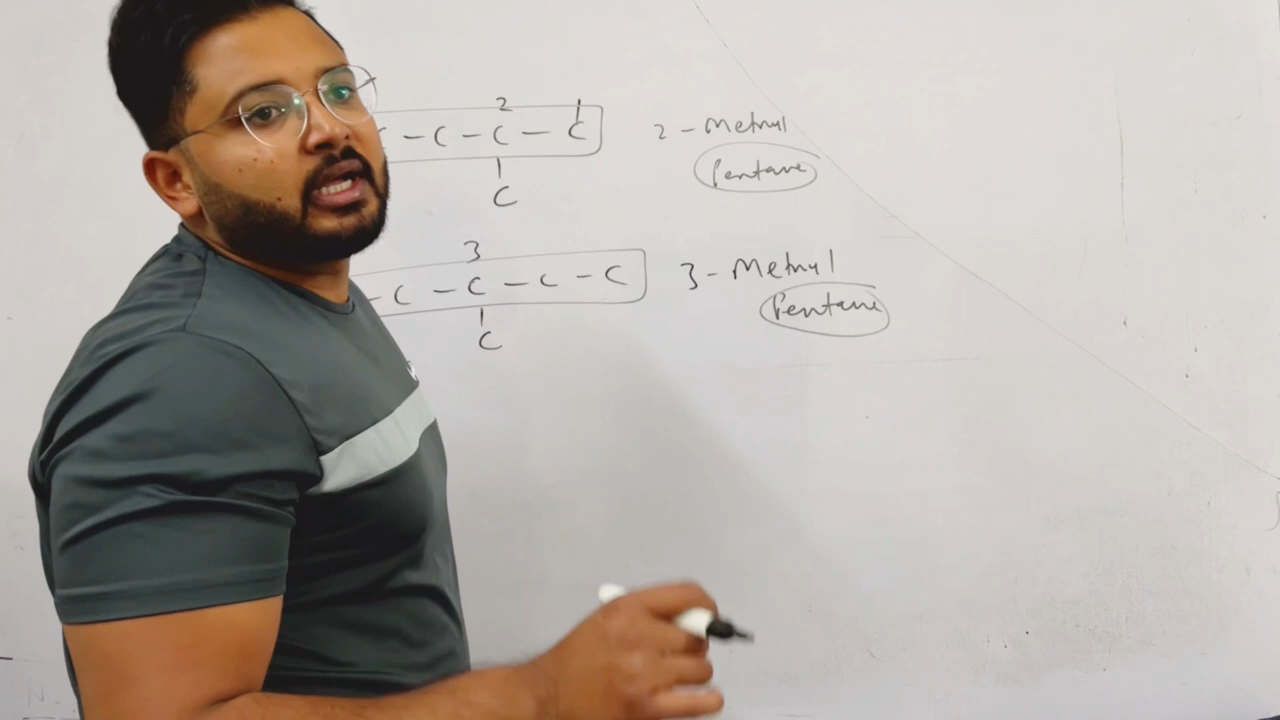 2 1
C – C – C – C
2 – Methyl
Pentane
C
3
– C – C – C – C
3 – Methyl
Pentane
C